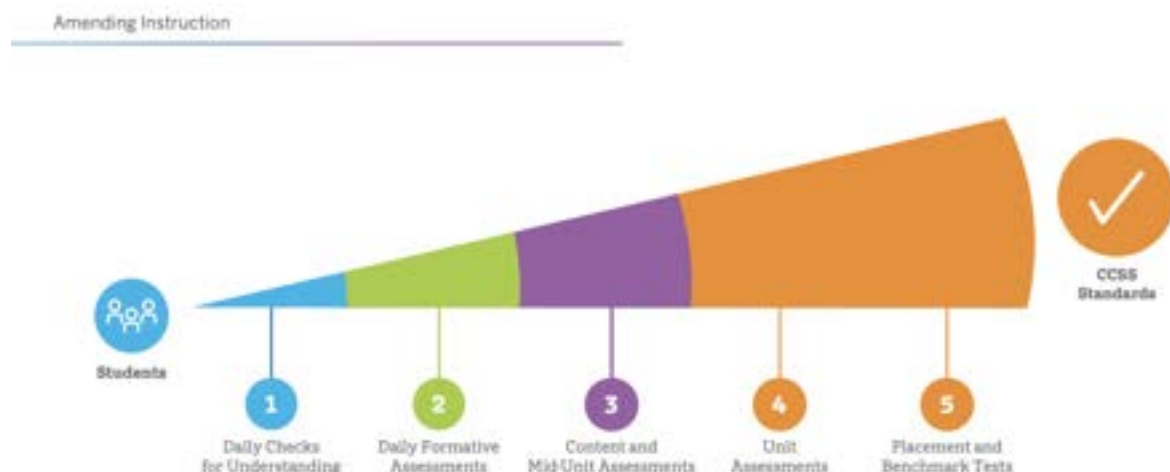 Amending Instruction
CCSS
Standards
Students
1
2
3
4
5
Daily Checks
for Understanding
Daily Formative
Assessments
Content and
Mid-Unit Assessments
Unit
Assessments
Placement and
Benchmark Tests